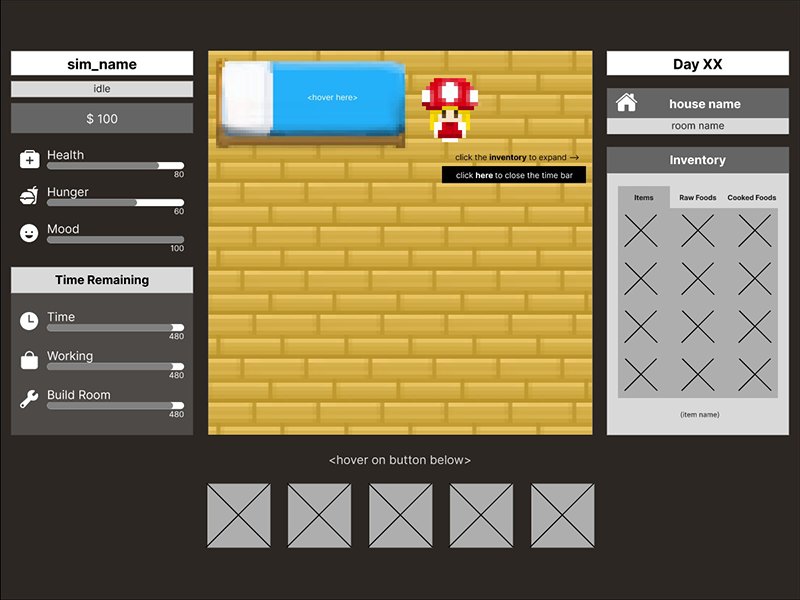 sim_name
idle
$ 100
Health
80
Hunger
60
Mood
100
Time Remaining
Time
480
Working
480
Build Room
480
<hover here>
click the inventory to expand →
click here to close the time bar
Day XX
house name
room name
Inventory
Items Raw Foods Cooked Foods
(item name)
<hover on button below>